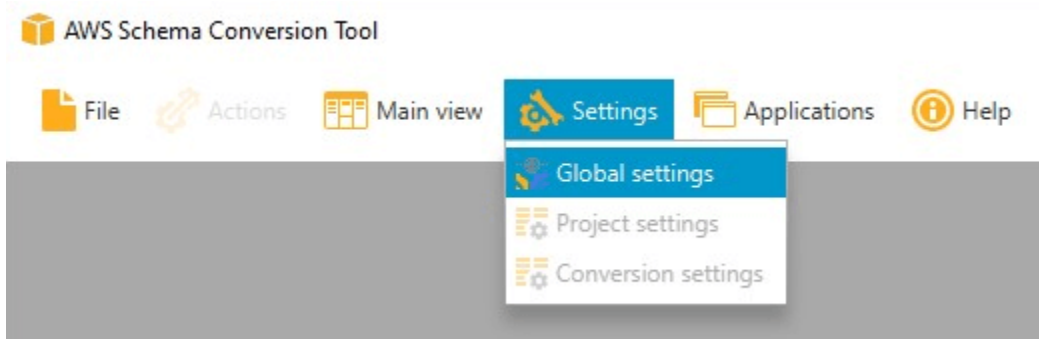 AWS Schema Conversion Tool
File Actions Main view Settings Applications Help
Global settings
Project settings
Conversion settings